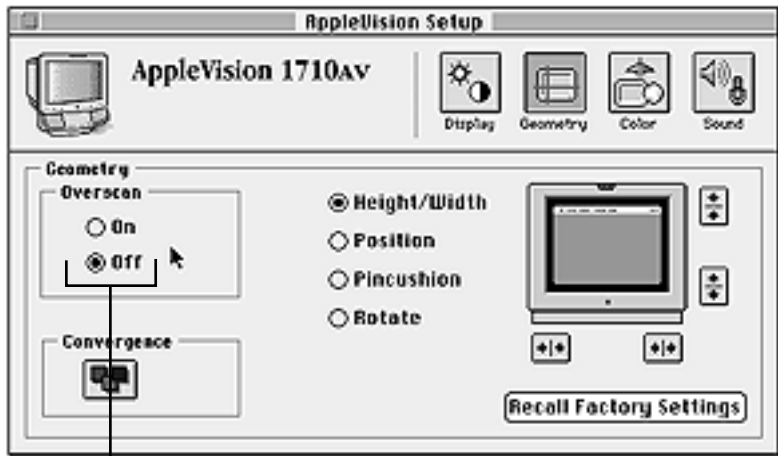 AppleVision Setup
AppleVision 1710AV
Display
Geometry
Color
Sound
Geometry
Overscan
On
Off
Convergence
Height/Width
Position
Pincushion
Rotate
Recall Factory Settings